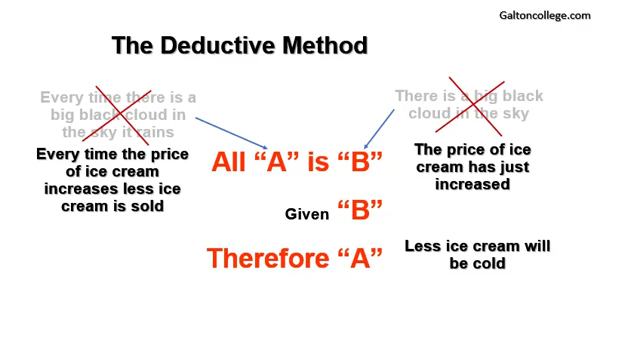 Galtoncollege.com
The Deductive Method
Every time there is a
big black cloud in
the sky it rains
There is a big black
cloud in the sky
Every time the price
of ice cream
increases less ice
cream is sold
All “A” is “B”
The price of ice
cream has just
increased
Given “B”
Therefore “A”
Less ice cream will
be cold